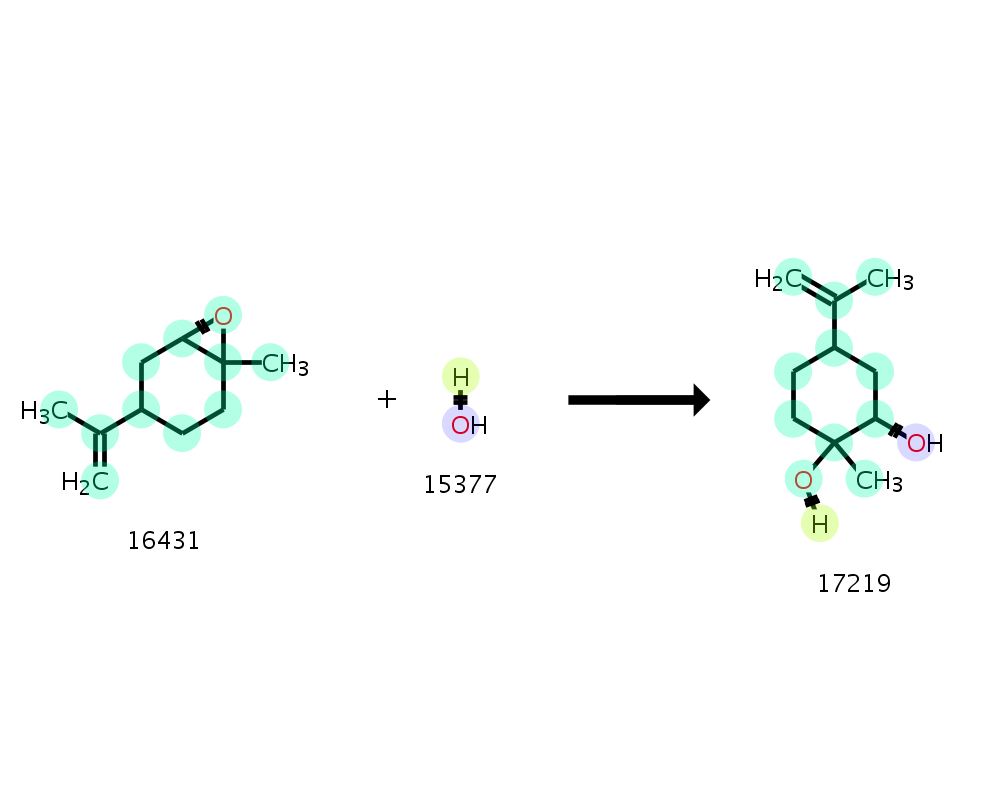 H₂C CH₃
O
CH₃
H₃C
H₂C
16431
+
H
OH
15377
OH
O CH₃
H
17219